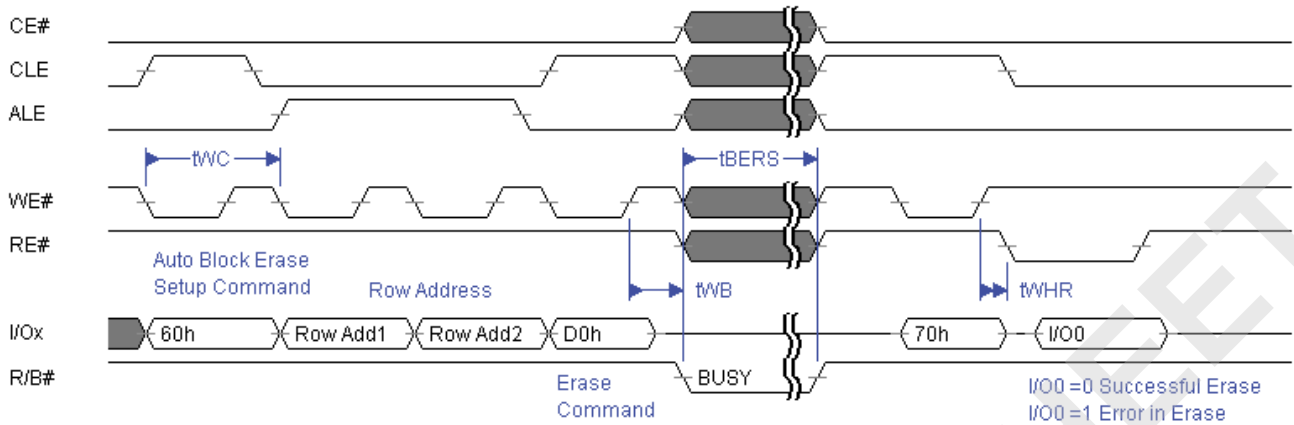 CE#
CLE
ALE
tWC
tBERS
WE#
RE#
Auto Block Erase
Setup Command
Row Address
tWB
tWHR
I/Ox
60h
Row Add1
Row Add2
D0h
70h
I/O0
R/B#
BUSY
Erase
Command
I/O0 =0 Successful Erase
I/O0 =1 Error in Erase
EET